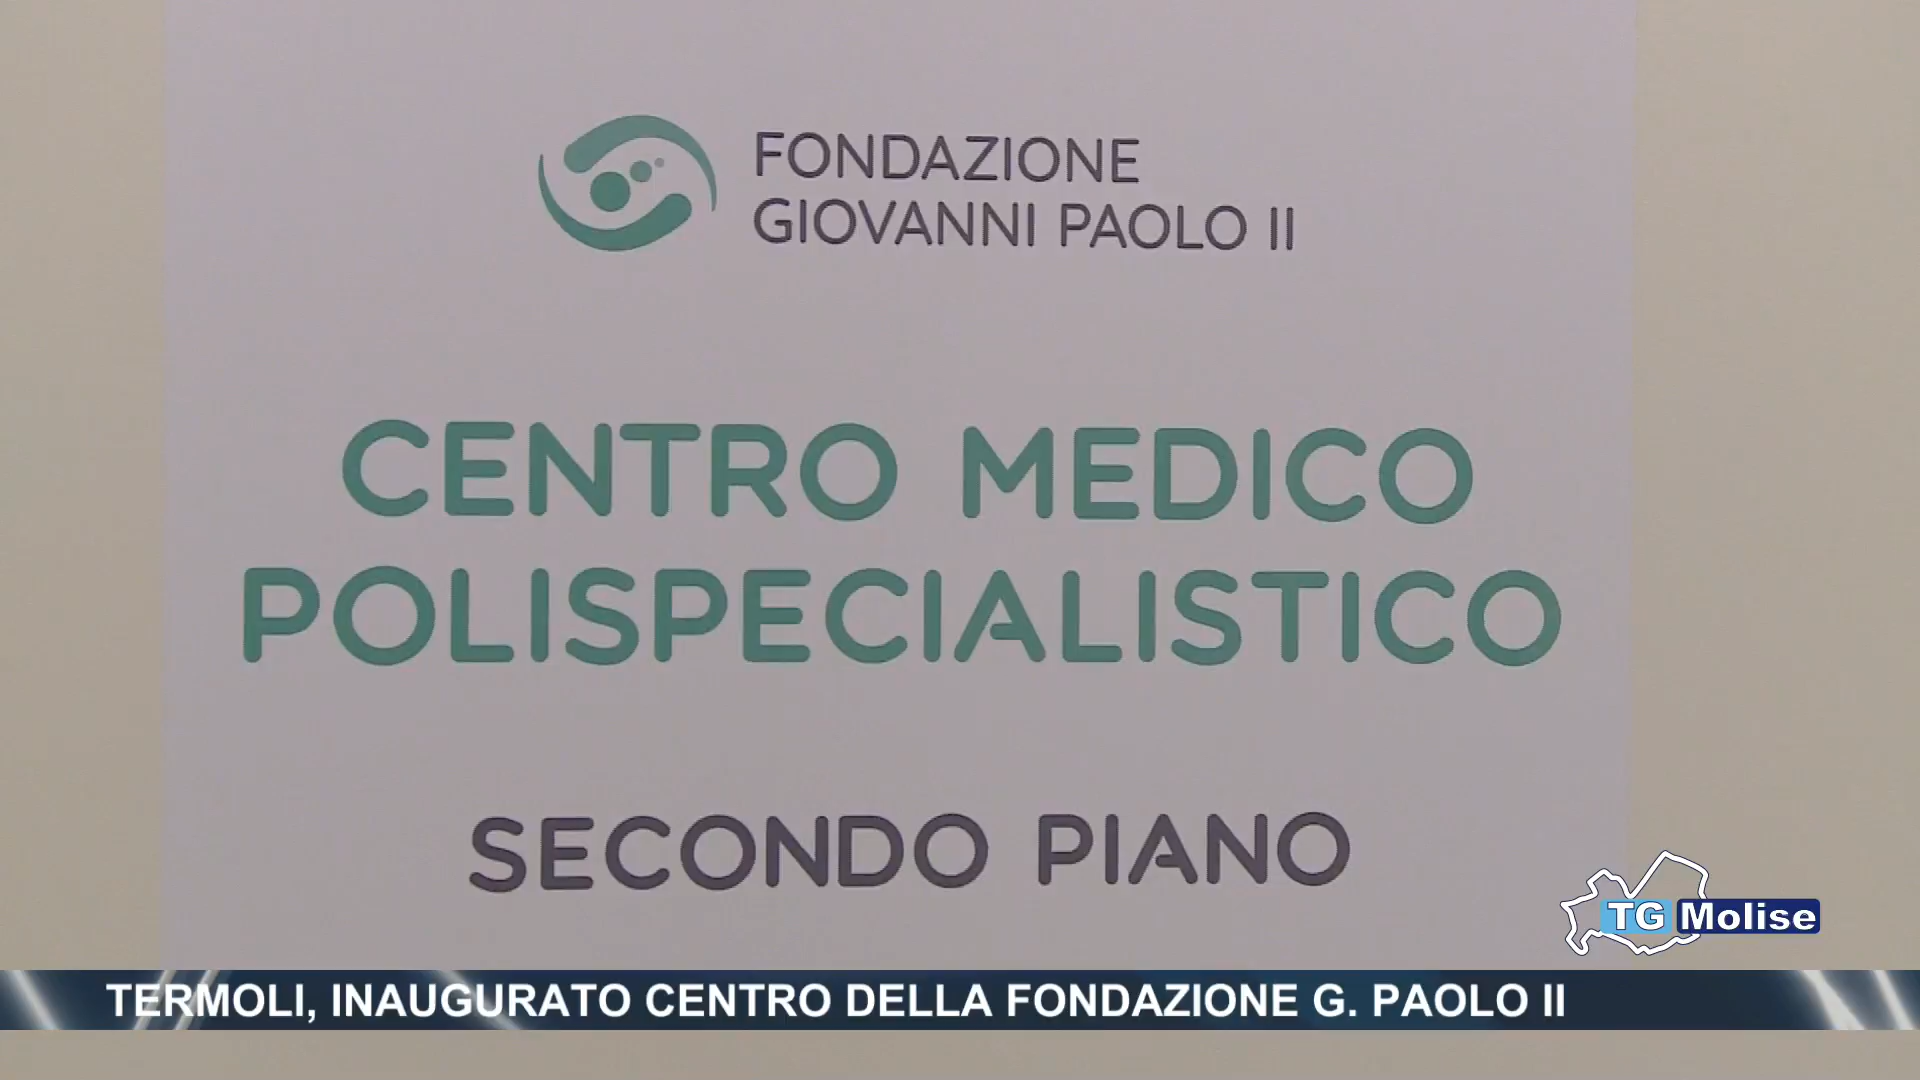 FONDAZIONE
GIOVANNI PAOLO II
CENTRO MEDICO
POLISPECIALISTICO
SECONDO PIANO
TG Molise
TERMOLI, INAUGURATO CENTRO DELLA FONDAZIONE G. PAOLO II